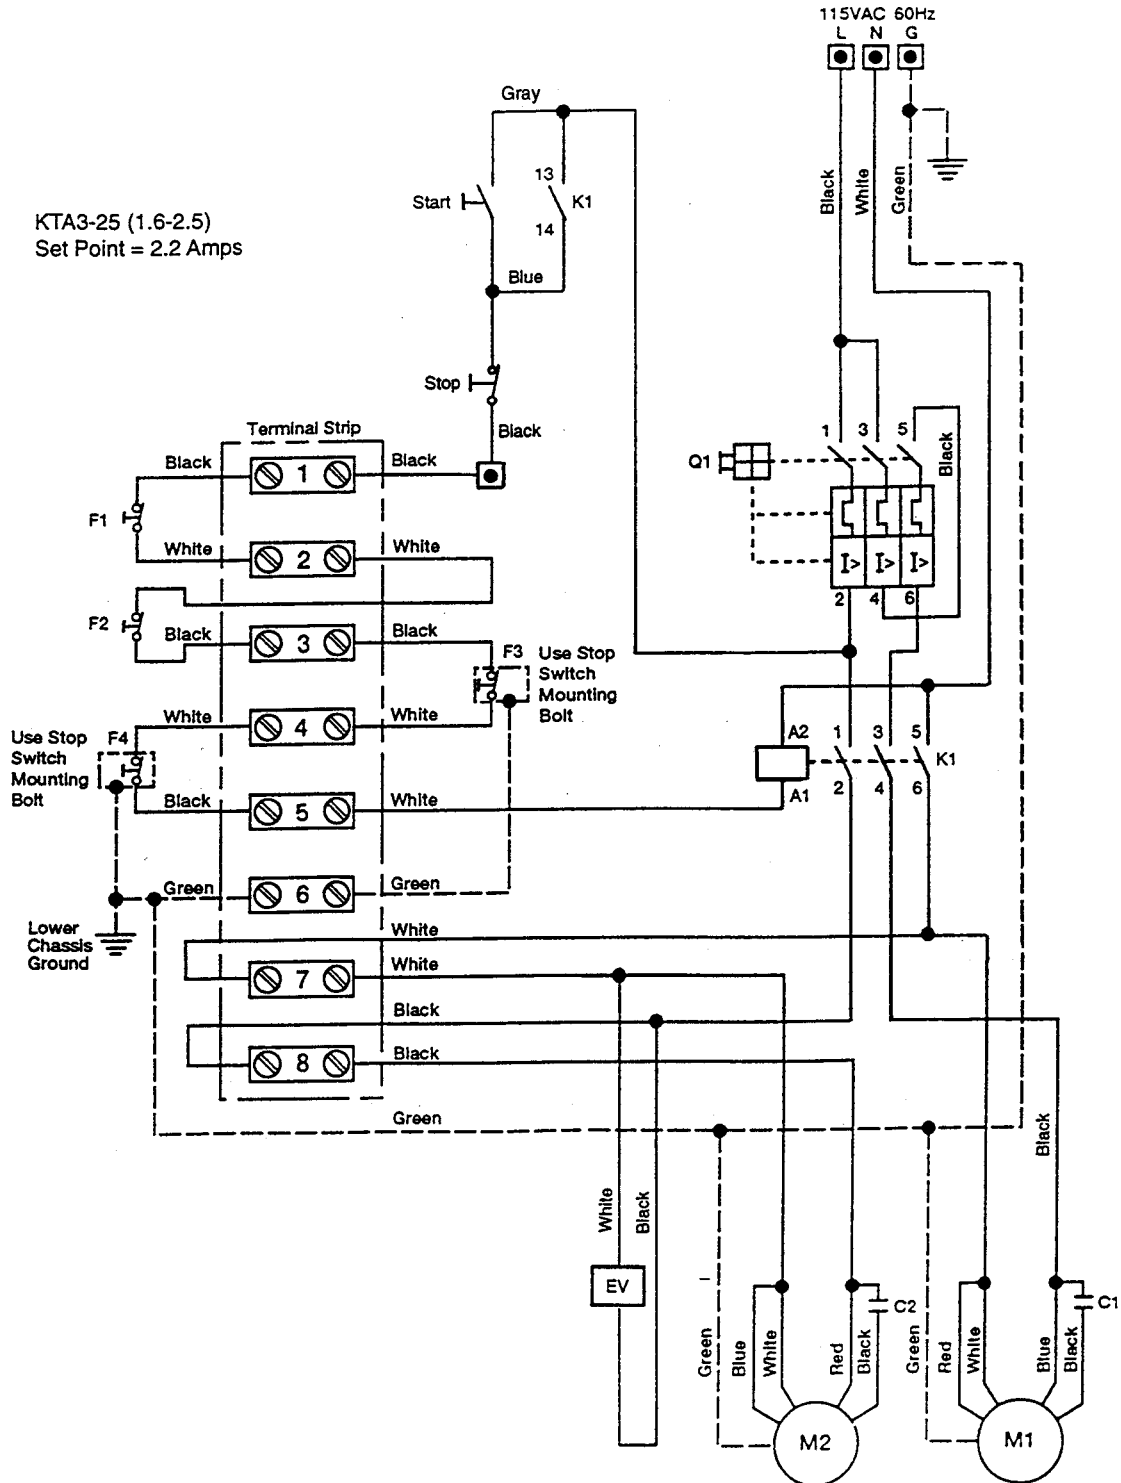 115VAC 60Hz
L N G
Gray
13
Start
K1
14
Black
White
Green
KTA3-25 (1.6-2.5)
Set Point = 2.2 Amps
Blue
Stop
Black
Terminal Strip
1 3 5
Black
Q1
Black
1
Black
F1
White
2
White
I> I> I>
2 4 6
F2
Black
3
Black
F3
Use Stop
Switch
Mounting
Bolt
White
4
White
Use Stop
Switch
Mounting
Bolt
F4
A2
1 3 5
K1
A1
2 4 6
Black
5
White
Green
6
Green
Lower
Chassis
Ground
White
7
White
Black
8
Black
Green
Black
White
Black
EV
C2
C1
Green
Blue
White
Red
Black
Green
Red
White
Blue
Black
M2
M1